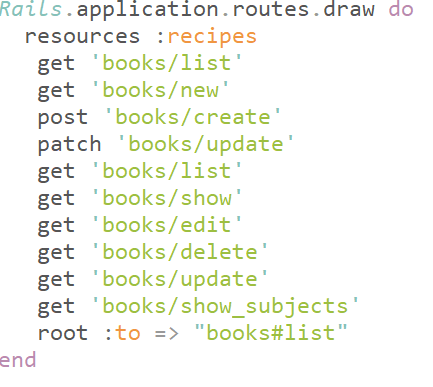 Rails.application.routes.draw do
  resources :recipes
   get 'books/list'
   get 'books/new'
   post 'books/create'
   patch 'books/update'
   get 'books/list'
   get 'books/show'
   get 'books/edit'
   get 'books/delete'
   get 'books/update'
   get 'books/show_subjects'
   root :to => "books#list"
end